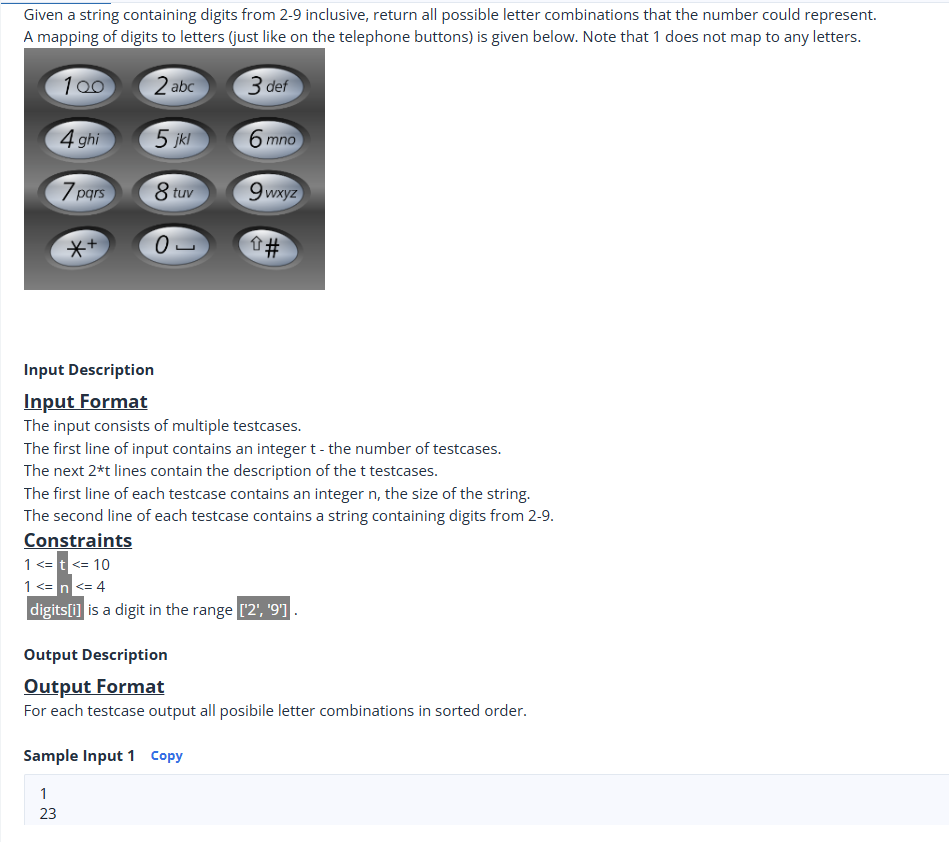 Given a string containing digits from 2-9 inclusive, return all possible letter combinations that the number could represent.
A mapping of digits to letters (just like on the telephone buttons) is given below. Note that 1 does not map to any letters.
1 2 abc 3 def
4 ghi 5 jkl 6 mno
7 pqrs 8 tuv 9 wxyz
* + 0 ⇧ #
Input Description
Input Format
The input consists of multiple testcases.
The first line of input contains an integer t - the number of testcases.
The next 2*t lines contain the description of the t testcases.
The first line of each testcase contains an integer n, the size of the string.
The second line of each testcase contains a string containing digits from 2-9.
Constraints
1 <= t <= 10
1 <= n <= 4
digits[i] is a digit in the range ['2', '9'] .
Output Description
Output Format
For each testcase output all posibile letter combinations in sorted order.
Sample Input 1 Copy
1
23